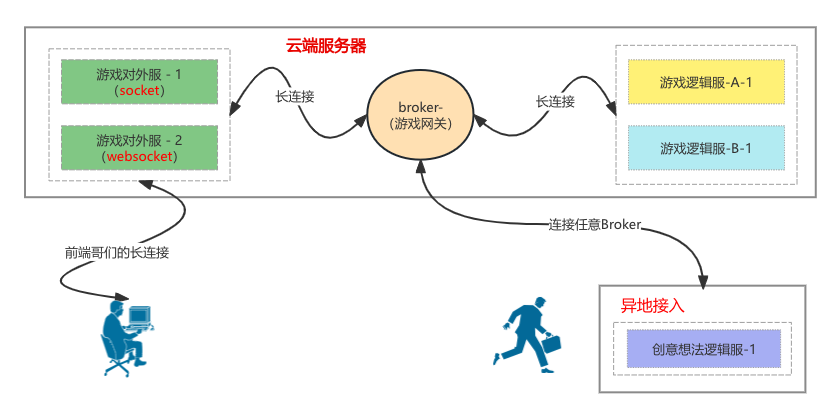 云端服务器
游戏对外服 - 1
（socket）
游戏对外服 - 2
（websocket）
长连接
broker-
（游戏网关）
长连接
游戏逻辑服-A-1
游戏逻辑服-B-1
前端哥们的长连接
连接任意Broker
异地接入
创意想法逻辑服-1